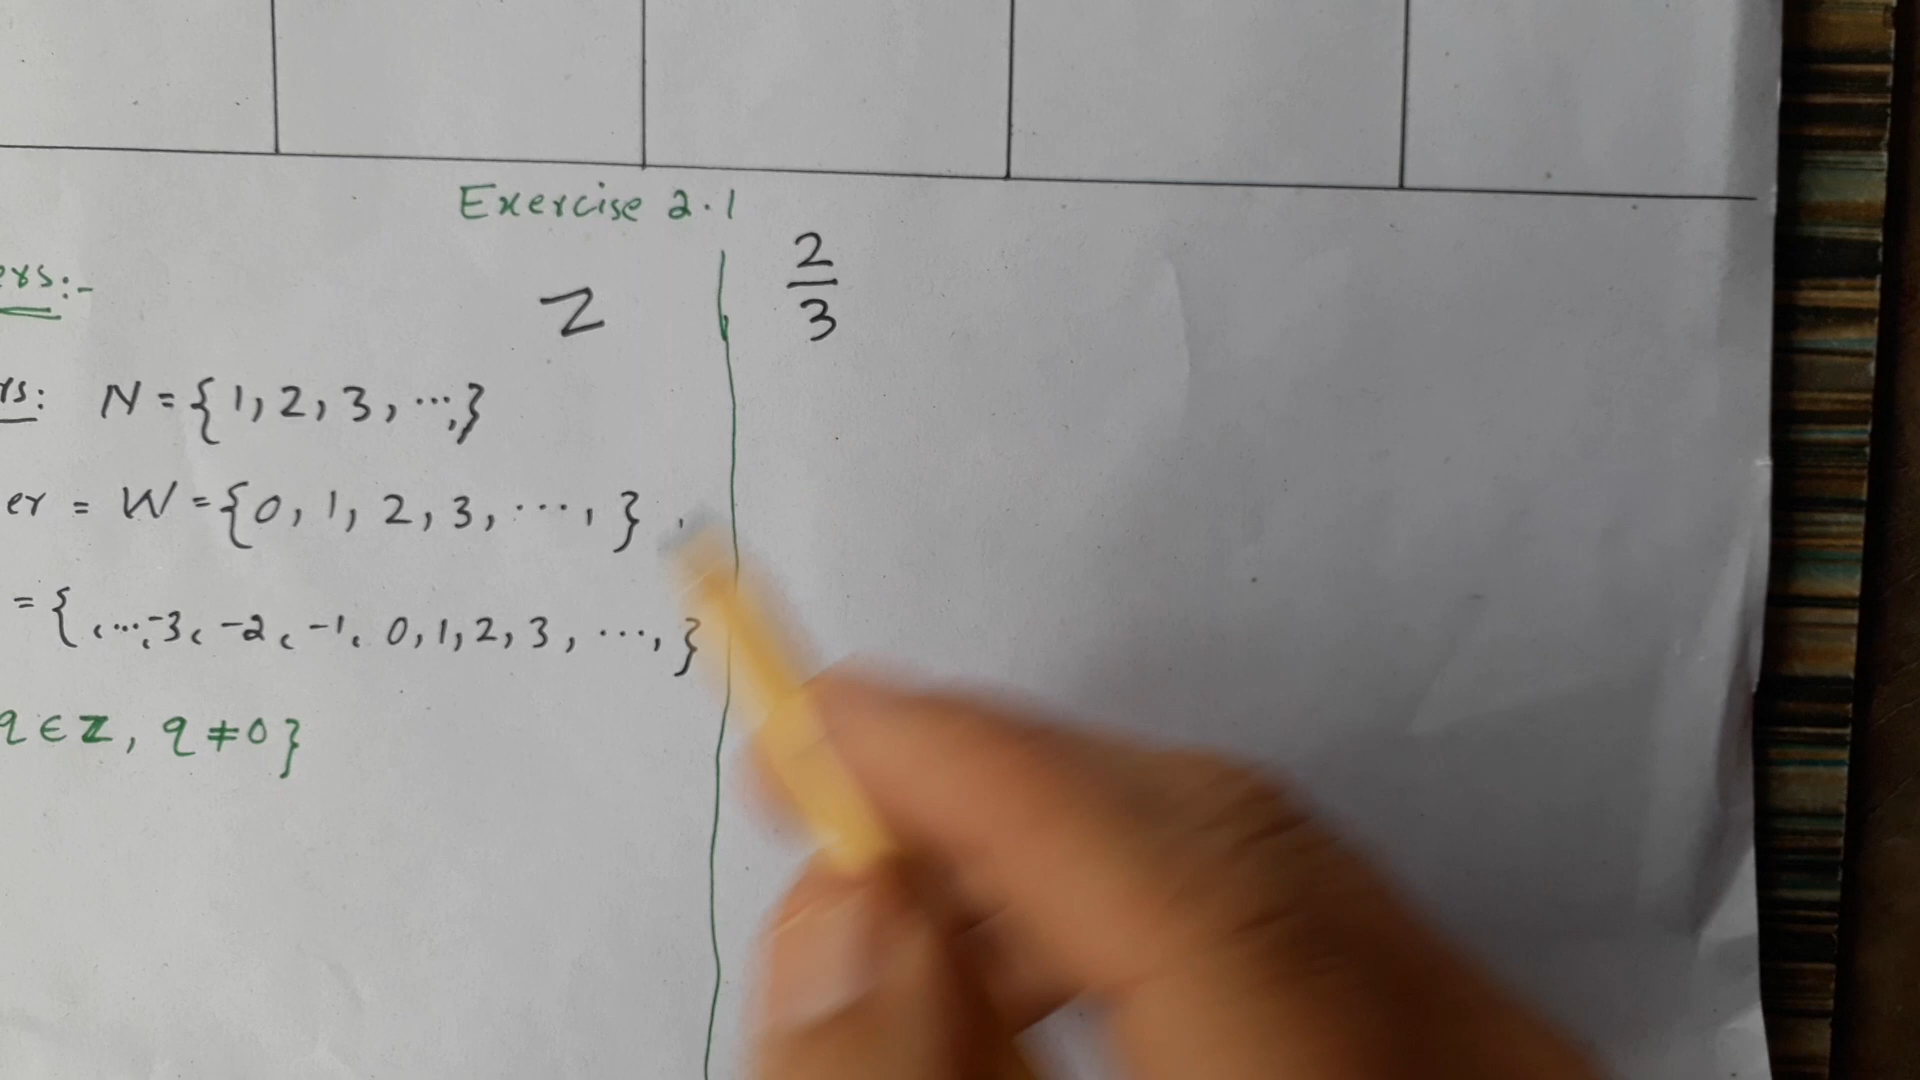 Exercise 2.1
ers:-
Z
2
3
rs: N = {1, 2, 3, ...,}
er = W = {0, 1, 2, 3, ..., }
= {, ..., -3, -2, -1, 0, 1, 2, 3, ..., }
q ∈ Z, q ≠ 0}